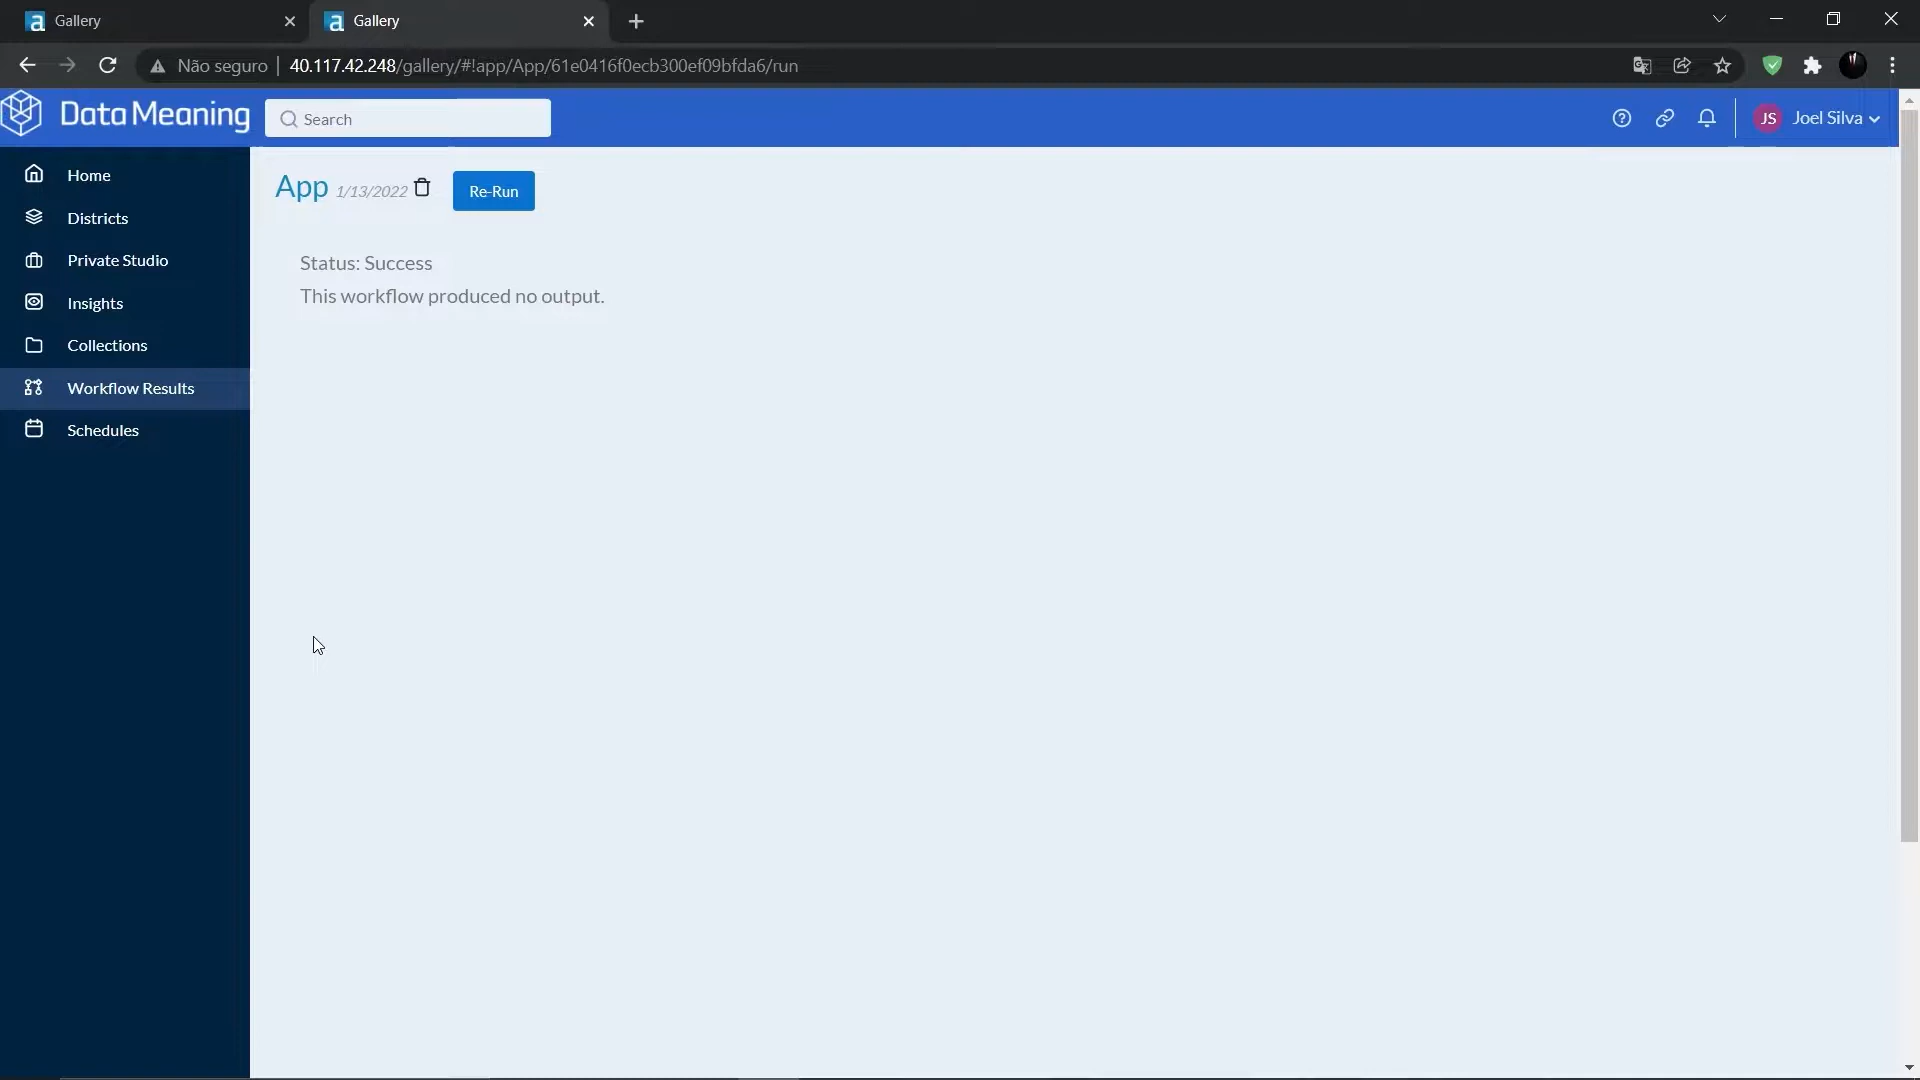 Gallery
Gallery
Não seguro | 40.117.42.248/gallery/#!app/App/61e0416f0ecb300ef09bfda6/run
Data Meaning
Search
JS Joel Silva
Home
Districts
Private Studio
Insights
Collections
Workflow Results
Schedules
App 1/13/2022 Re-Run
Status: Success
This workflow produced no output.